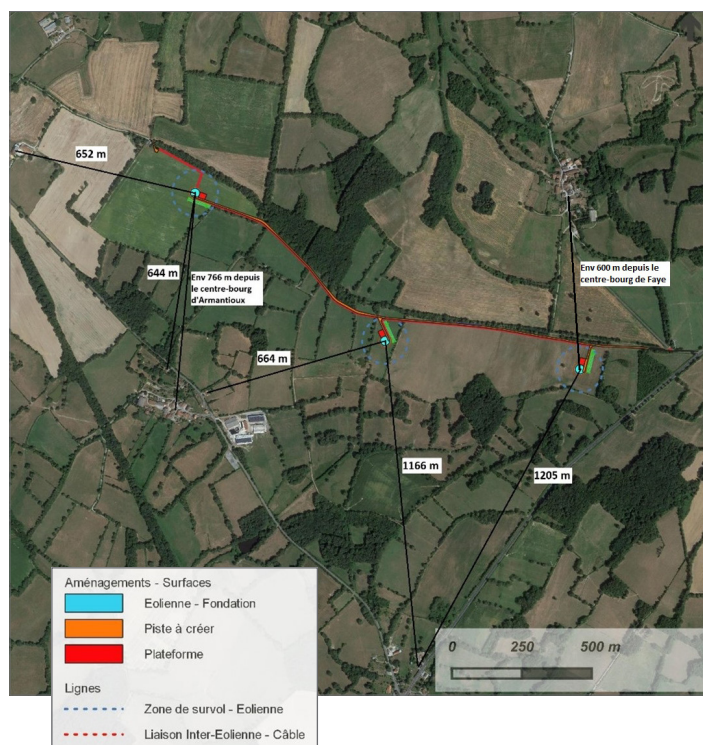 652 m
644 m
Env 766 m depuis
le centre-bourg
d'Armantioux
Env 600 m depuis le
centre-bourg de Faye
664 m
1166 m
1205 m
Aménagements - Surfaces
Eolienne - Fondation
Piste à créer
Plateforme
Lignes
Zone de survol - Eolienne
Liaison Inter-Eolienne - Câble
0 250 500 m